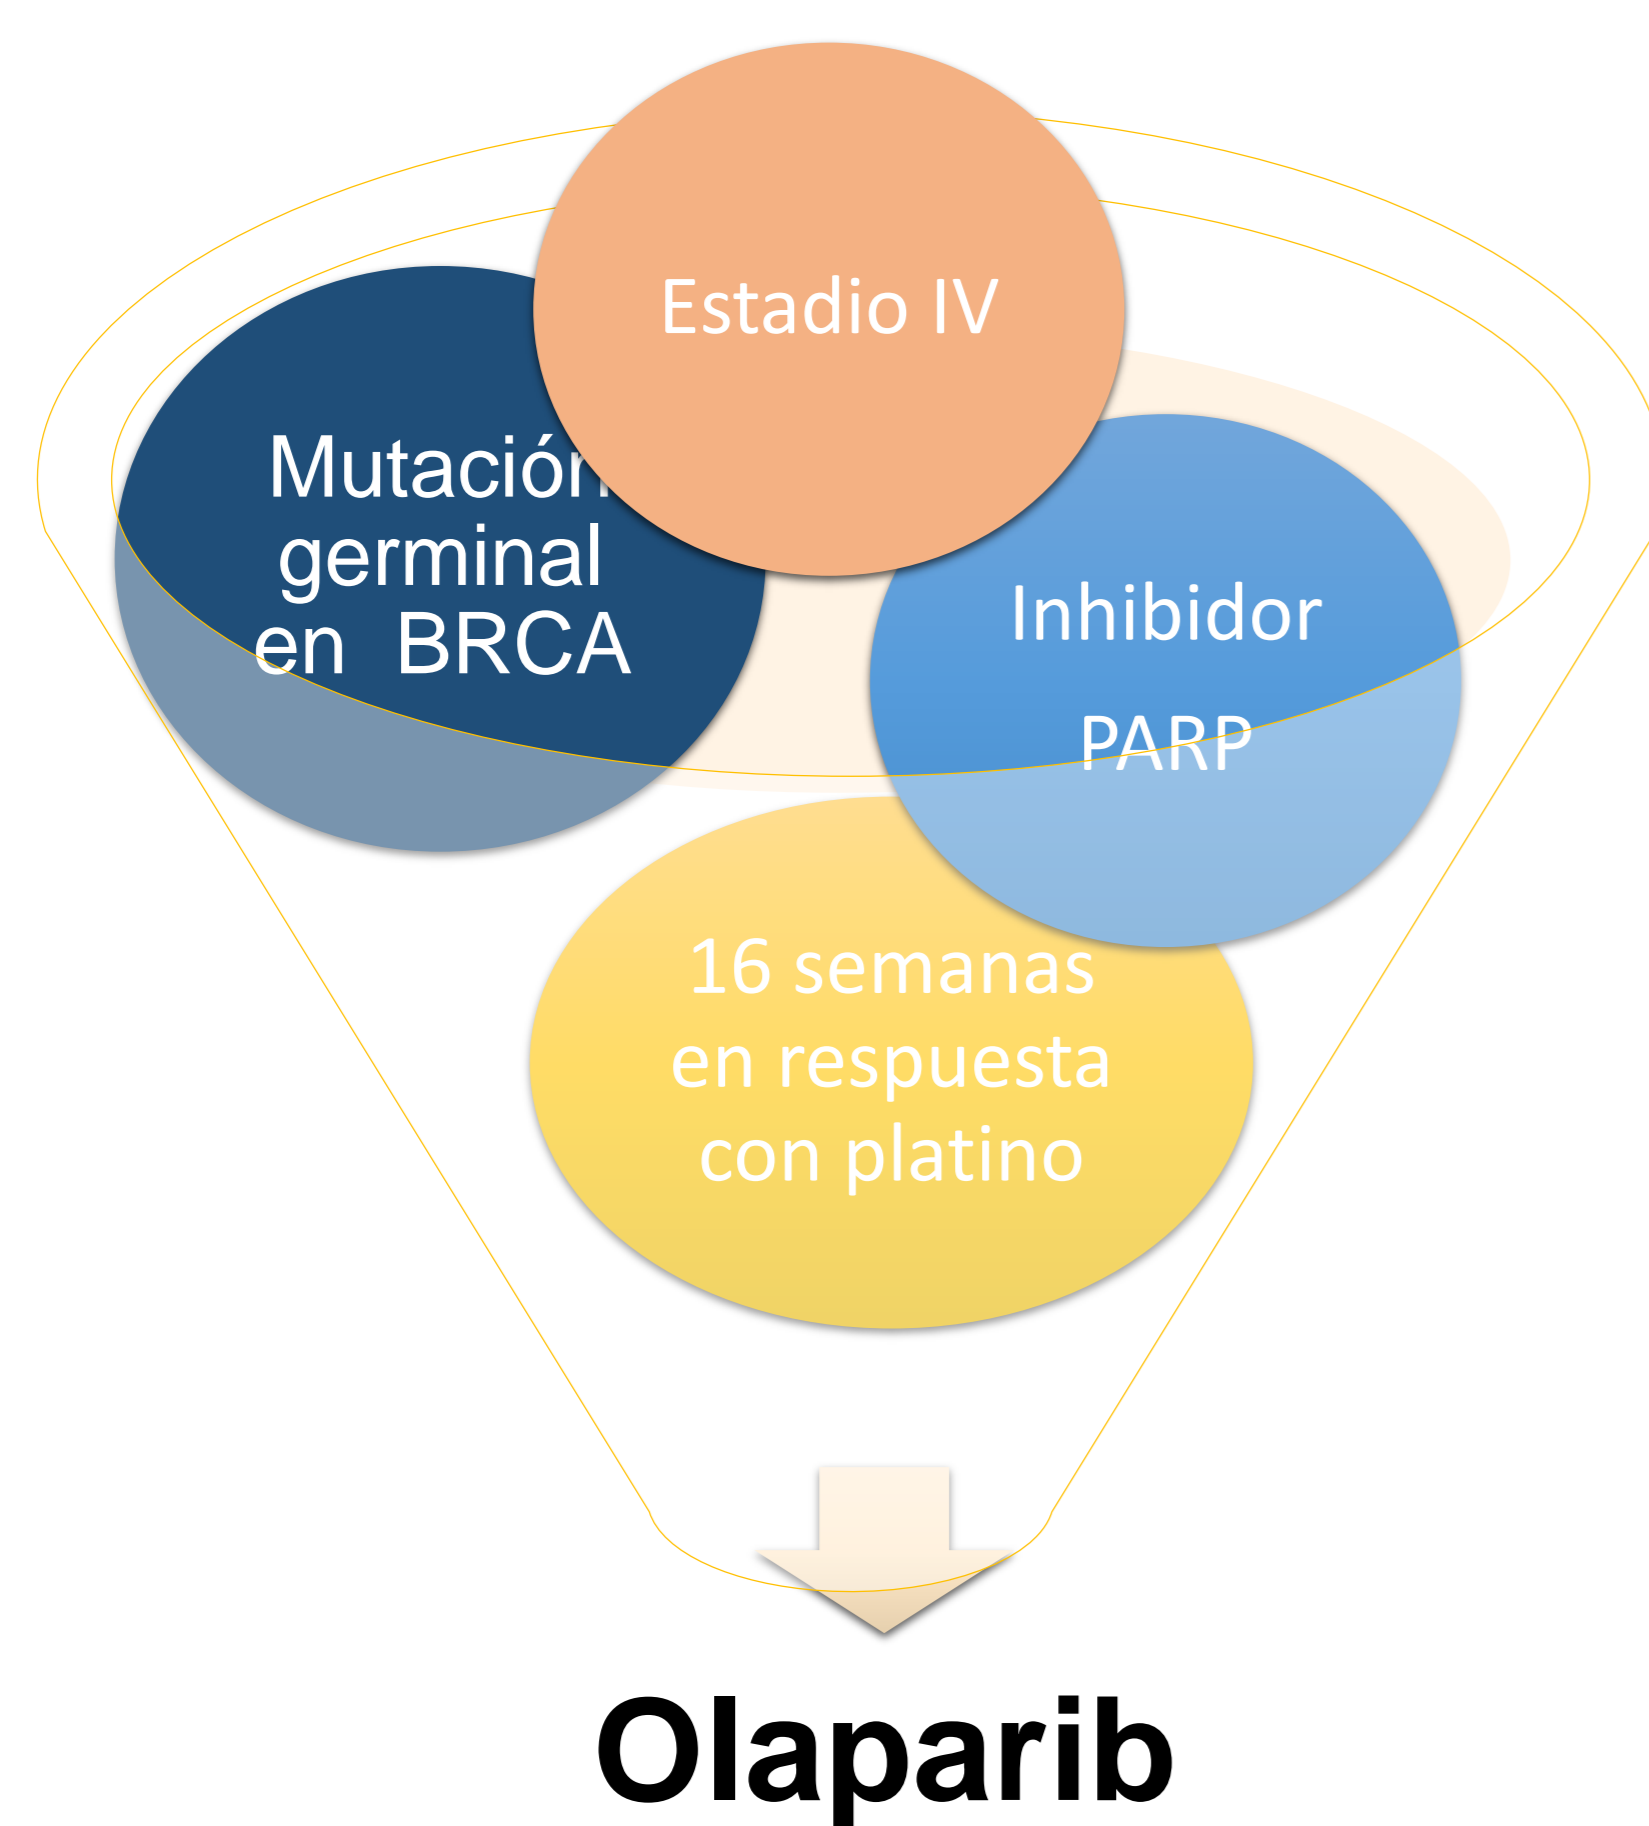 Estadio IV
Mutación
germinal
en BRCA
Inhibidor
PARP
16 semanas
en respuesta
con platino
Olaparib